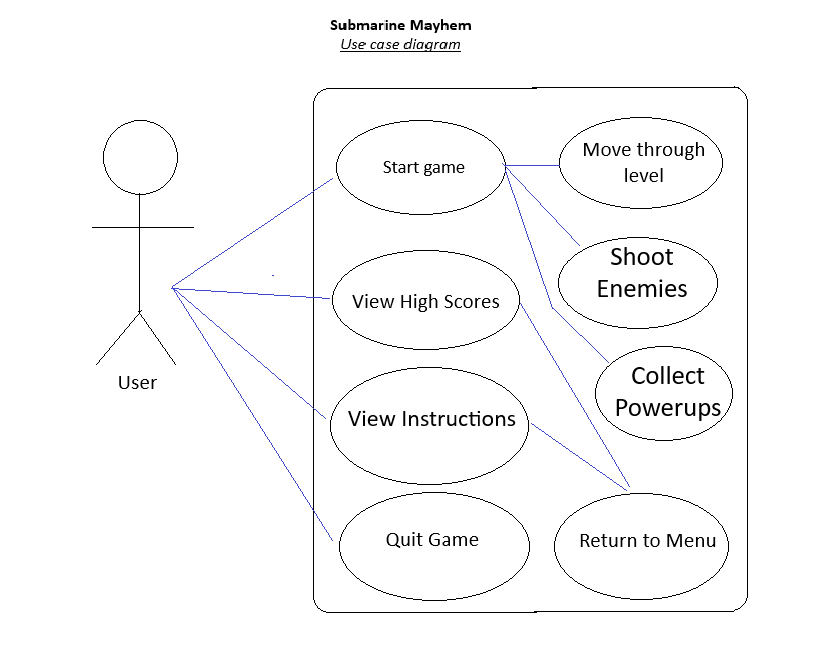 Submarine Mayhem
Use case diagram
Start game
Move through
level
Shoot
Enemies
View High Scores
User
Collect
Powerups
View Instructions
Quit Game
Return to Menu